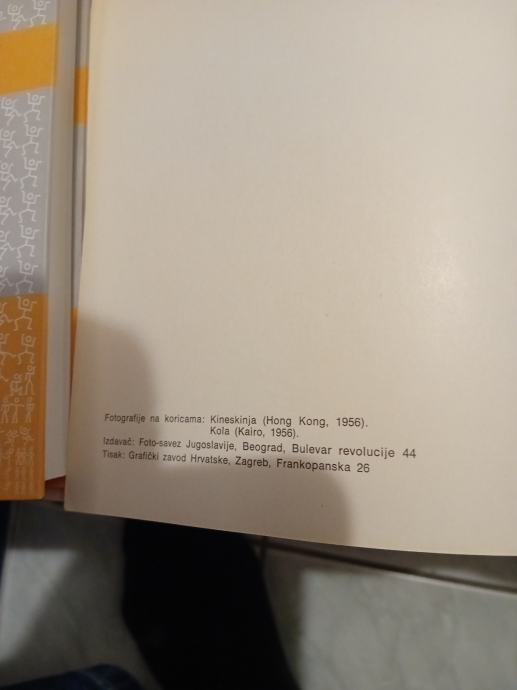 Fotografije na koricama: Kineskinja (Hong Kong, 1956).
Kola (Kairo, 1956).
Izdavač: Foto-savez Jugoslavije, Beograd, Bulevar revolucije 44
Tisak: Grafički zavod Hrvatske, Zagreb, Frankopanska 26